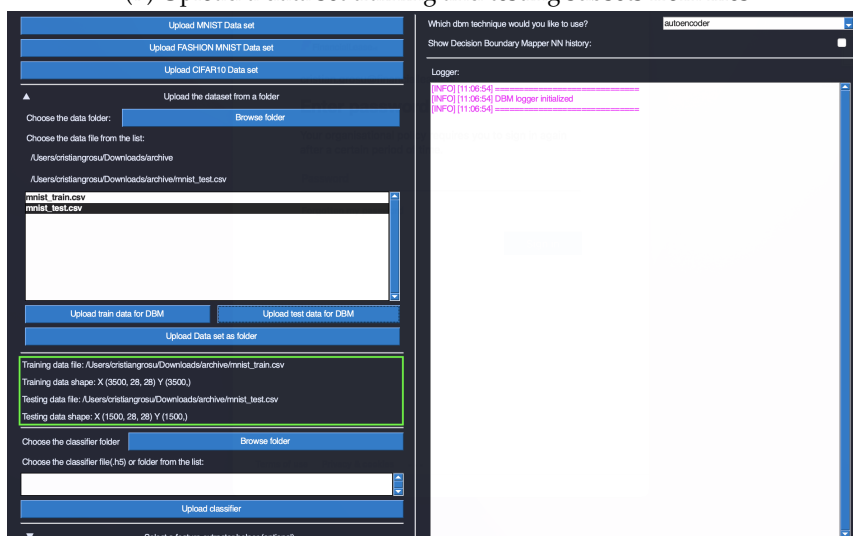 Upload MNIST Data set
Upload FASHION MNIST Data set
Upload CIFAR10 Data set
Upload the dataset from a folder
Choose the data folder:
Browse folder
Choose the data file from the list:
/Users/cristiangrosu/Downloads/archive
/Users/cristiangrosu/Downloads/archive/mnist_test.csv
mnist_train.csv
mnist_test.csv
Upload train data for DBM
Upload test data for DBM
Upload Data set as folder
Training data file: /Users/cristiangrosu/Downloads/archive/mnist_train.csv
Training data shape: X (3500, 28, 28) Y (3500,)
Testing data file: /Users/cristiangrosu/Downloads/archive/mnist_test.csv
Testing data shape: X (1500, 28, 28) Y (1500,)
Choose the classifier folder
Browse folder
Choose the classifier file(.h5) or folder from the list:
Upload classifier
Which dbm technique would you like to use?
autoencoder
Show Decision Boundary Mapper NN history:
Logger:
[INFO] [11:06:54] ==============================
[INFO] [11:06:54] DBM logger initialized
[INFO] [11:06:54] ==============================